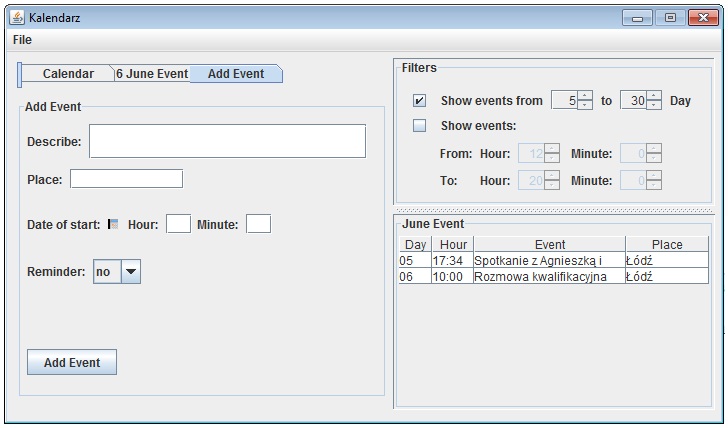 Kalendarz
File
Calendar
6 June Event
Add Event
Add Event
Describe:
Place:
Date of start: Hour: Minute:
Reminder: no
Add Event
Filters
Show events from 5 to 30 Day
Show events:
From: Hour: 12 Minute: 0
To: Hour: 20 Minute: 0
June Event
Day Hour Event Place
05 17:34 Spotkanie z Agnieszką i Łódź
06 10:00 Rozmowa kwalifikacyjna Łódź